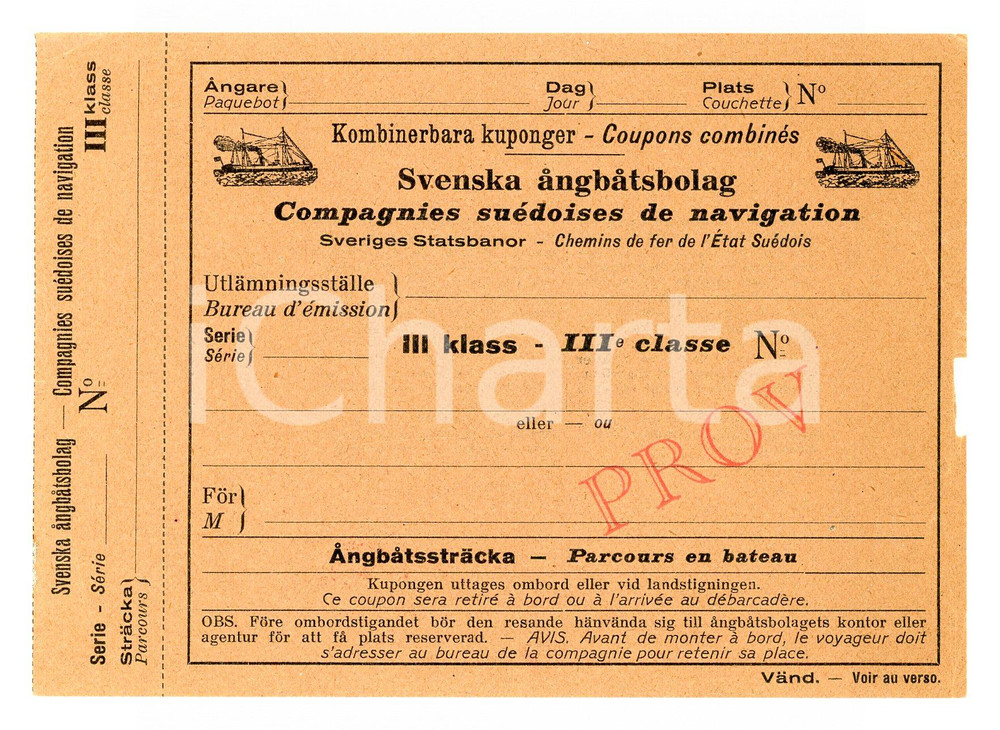 Svenska ångbåtsbolag — Compagnies suédoises de navigation
III klass
classe
Serie - Série Nº
Sträcka
Parcours
Ångare Dag Plats Nº
Paquebot Jour Couchette
Kombinerbara kuponger - Coupons combinés
Svenska ångbåtsbolag
Compagnies suédoises de navigation
Sveriges Statsbanor - Chemins de fer de l'État Suédois
Utlämningsställe
Bureau d'émission
Serie
Série
III klass - IIIe classe Nº
iCharta
eller — ou
PROV
För
M
Ångbåtssträcka — Parcours en bateau
Kupongen uttages ombord eller vid landstigningen.
Ce coupon sera retiré à bord ou à l'arrivée au débarcadère.
OBS. Före ombordstigandet bör den resande hänvända sig till ångbåtsbolagets kontor eller
agentur för att få plats reserverad. — AVIS. Avant de monter à bord, le voyageur doit
s'adresser au bureau de la compagnie pour retenir sa place.
Vänd. — Voir au verso.